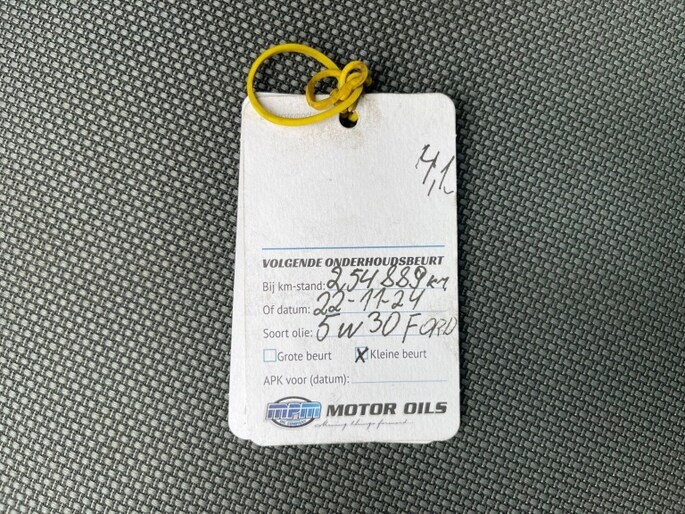 4,1L
VOLGENDE ONDERHOUDSBEURT
Bij km-stand: 254889 km
Of datum: 22-11-24
Soort olie: 5W30 FORD
Grote beurt X Kleine beurt
APK voor (datum):
MPM MOTOR OILS